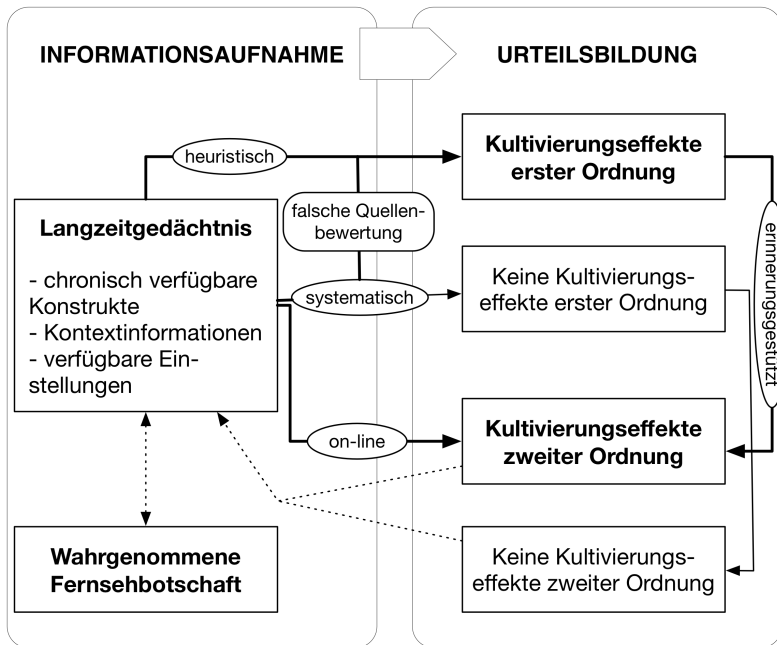 INFORMATIONSAUFNAHME
URTEILSBILDUNG
heuristisch
Kultivierungseffekte
erster Ordnung
falsche Quellen-
bewertung
Langzeitgedächtnis
- chronisch verfügbare
Konstrukte
- Kontextinformationen
- verfügbare Ein-
stellungen
systematisch
Keine Kultivierungs-
effekte erster Ordnung
erinnerungsgestützt
on-line
Kultivierungseffekte
zweiter Ordnung
Wahrgenommene
Fernsehbotschaft
Keine Kultivierungs-
effekte zweiter Ordnung